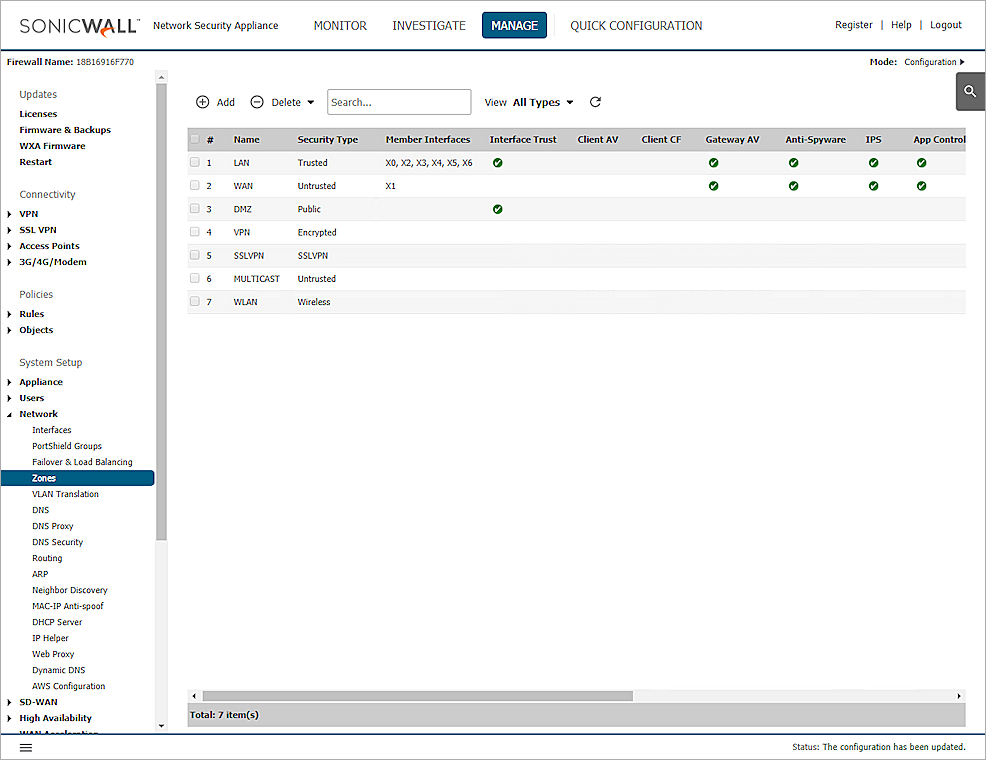 SONICWALL™ Network Security Appliance MONITOR INVESTIGATE MANAGE QUICK CONFIGURATION Register | Help | Logout
Firewall Name: 18B16916F770 Mode: Configuration
Updates
Licenses
Firmware & Backups
WXA Firmware
Restart
Connectivity
VPN
SSL VPN
Access Points
3G/4G/Modem
Policies
Rules
Objects
System Setup
Appliance
Users
Network
Interfaces
PortShield Groups
Failover & Load Balancing
Zones
VLAN Translation
DNS
DNS Proxy
DNS Security
Routing
ARP
Neighbor Discovery
MAC-IP Anti-spoof
DHCP Server
IP Helper
Web Proxy
Dynamic DNS
AWS Configuration
SD-WAN
High Availability
WAN Acceleration
Add Delete Search... View All Types
# Name Security Type Member Interfaces Interface Trust Client AV Client CF Gateway AV Anti-Spyware IPS App Control
1 LAN Trusted X0, X2, X3, X4, X5, X6
2 WAN Untrusted X1
3 DMZ Public
4 VPN Encrypted
5 SSLVPN SSLVPN
6 MULTICAST Untrusted
7 WLAN Wireless
Total: 7 item(s)
Status: The configuration has been updated.